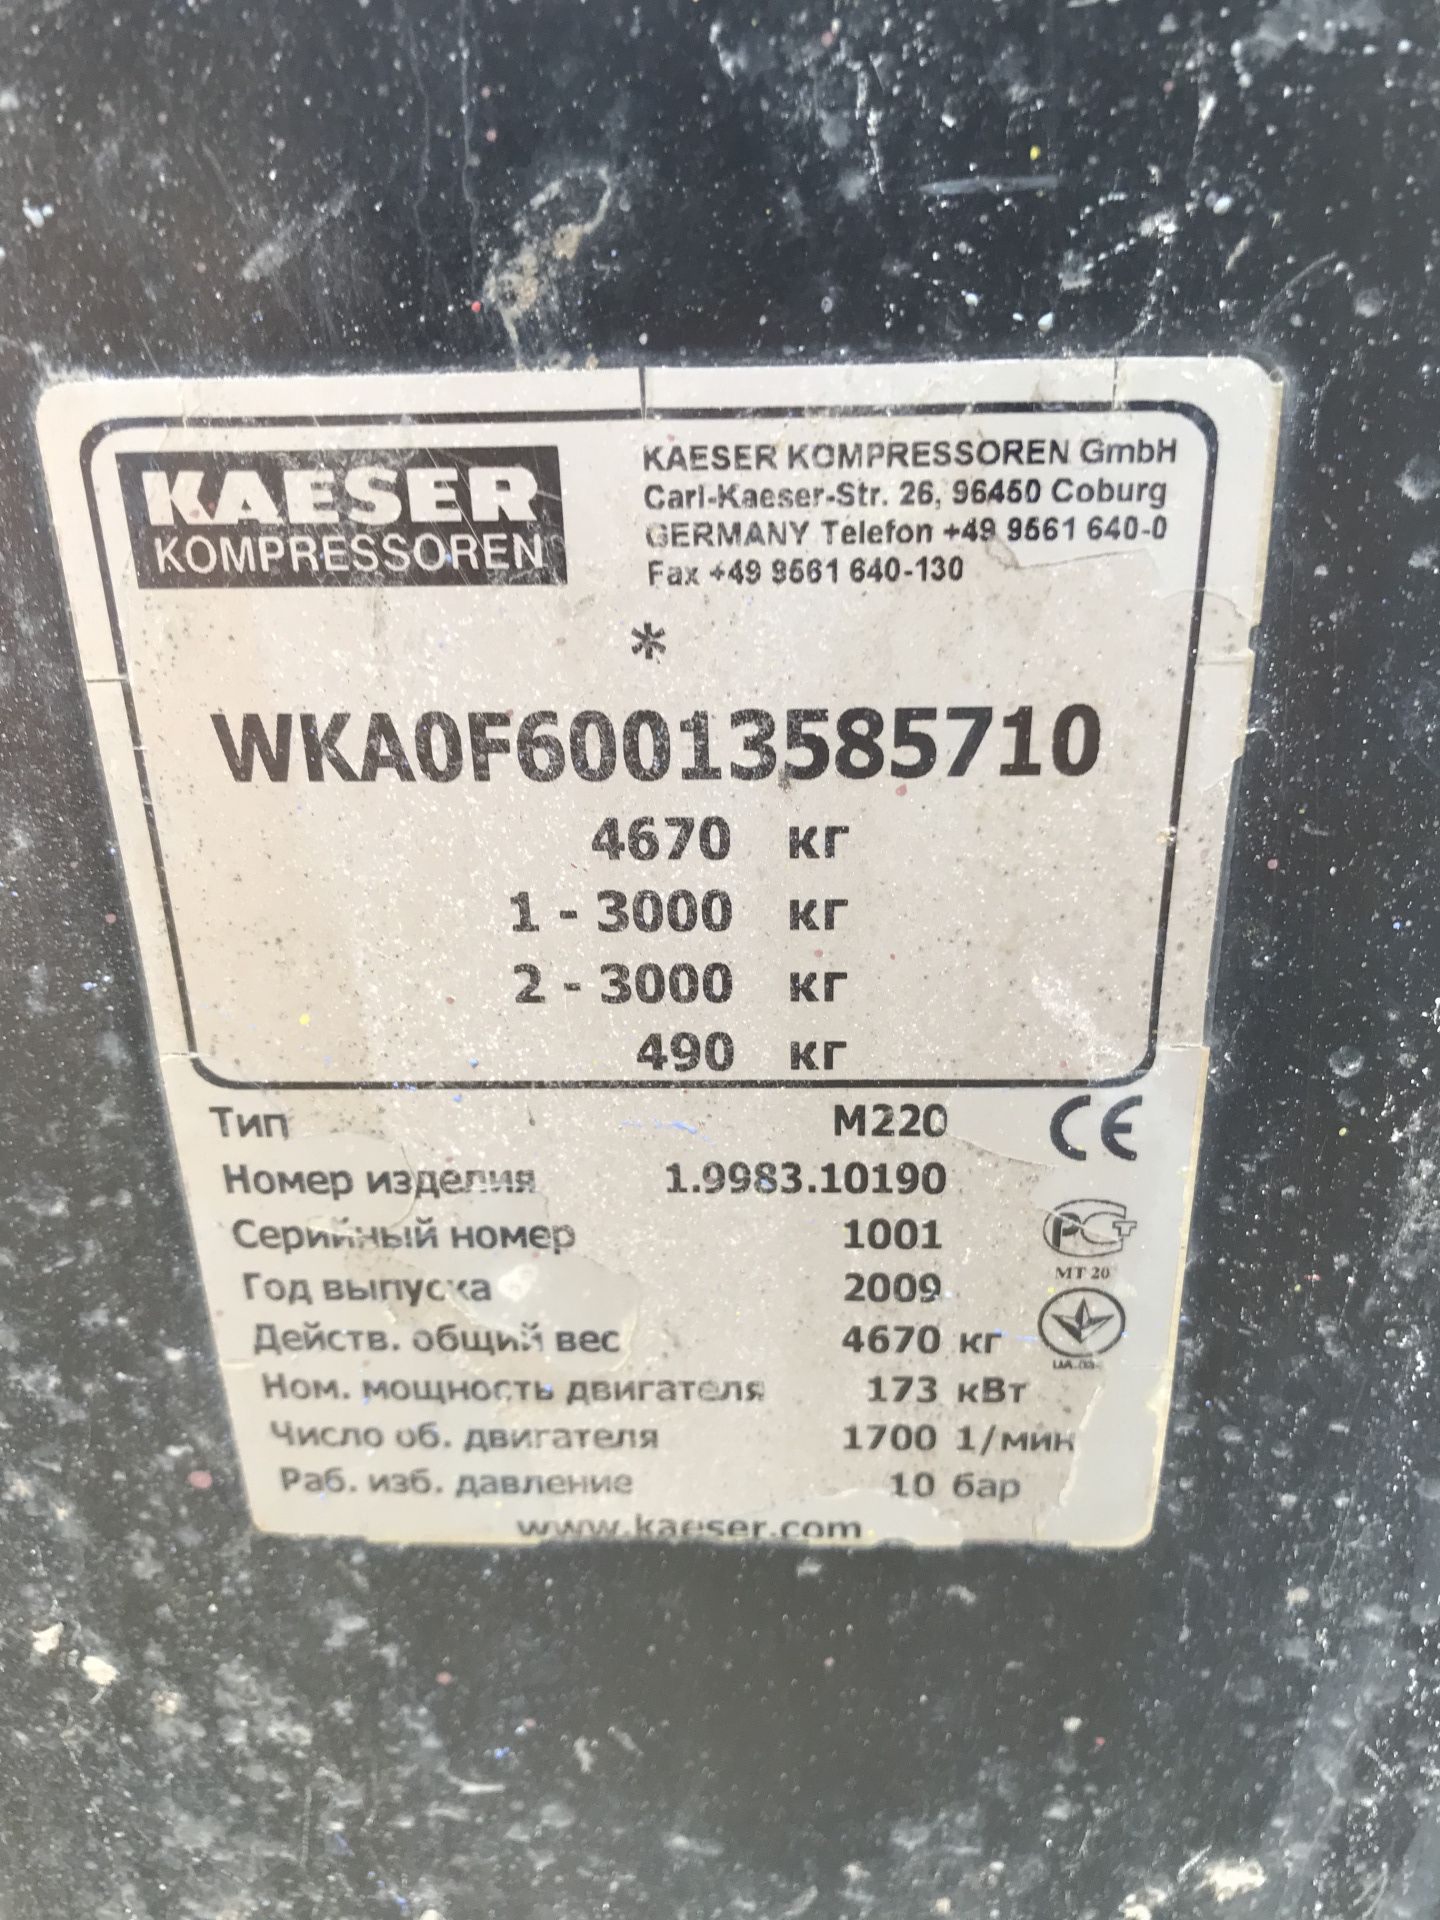 KAESER
KOMPRESSOREN
KAESER KOMPRESSOREN GmbH
Carl-Kaeser-Str. 26, 96450 Coburg
GERMANY Telefon +49 9561 640-0
Fax +49 9561 640-130
*
WKA0F60013585710
4670 кг
1 - 3000 кг
2 - 3000 кг
490 кг
Тип M220 CE
Номер изделия 1.9983.10190
Серийный номер 1001 РСТ
МТ 20
Год выпуска 2009
Действ. общий вес 4670 кг
Ном. мощность двигателя 173 кВт
Число об. двигателя 1700 1/мин
Раб. изб. давление 10 бар
www.kaeser.com